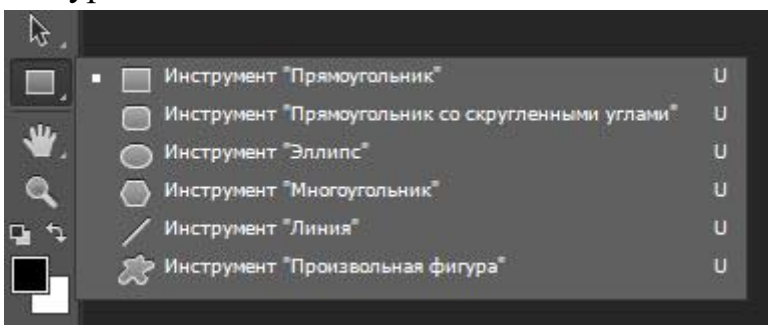 Инструмент "Прямоугольник" U
Инструмент "Прямоугольник со скругленными углами" U
Инструмент "Эллипс" U
Инструмент "Многоугольник" U
Инструмент "Линия" U
Инструмент "Произвольная фигура" U